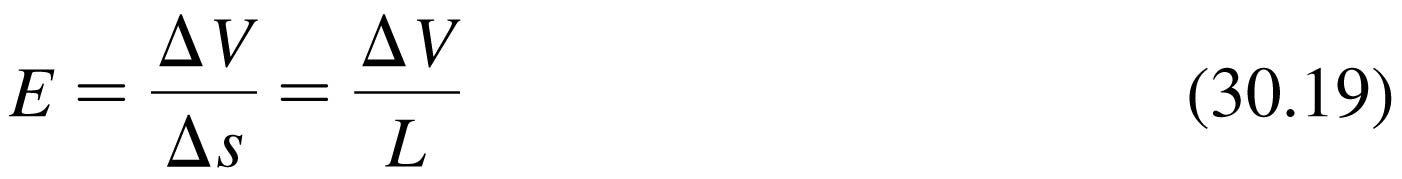 E = ΔV/Δs = ΔV/L (30.19)